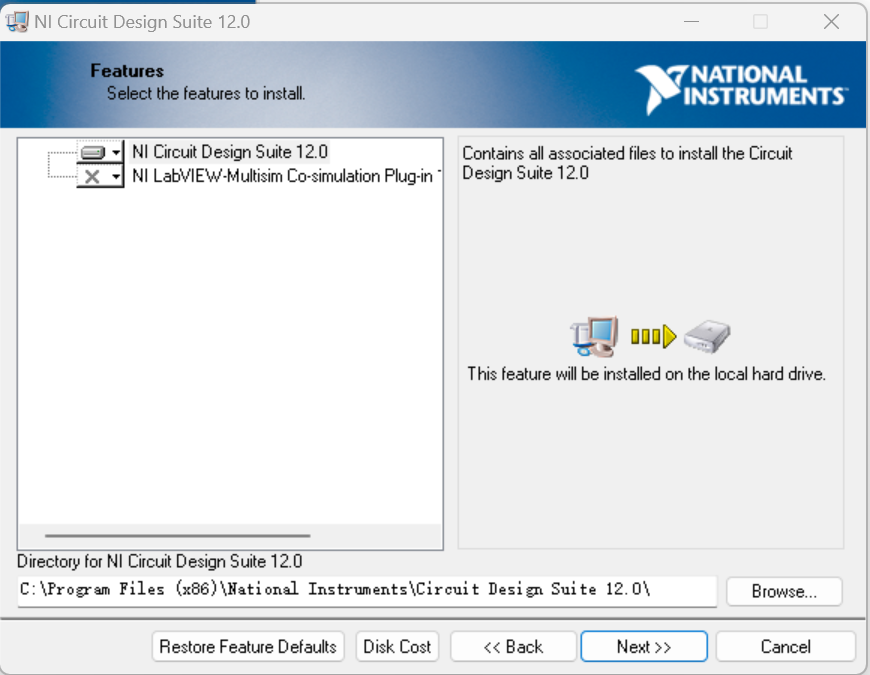 NI Circuit Design Suite 12.0
Features
Select the features to install.
NATIONAL
INSTRUMENTS
NI Circuit Design Suite 12.0
NI LabVIEW-Multisim Co-simulation Plug-in
Contains all associated files to install the Circuit
Design Suite 12.0
This feature will be installed on the local hard drive.
Directory for NI Circuit Design Suite 12.0
C:\Program Files (x86)\National Instruments\Circuit Design Suite 12.0\
Browse...
Restore Feature Defaults
Disk Cost
<< Back
Next >>
Cancel